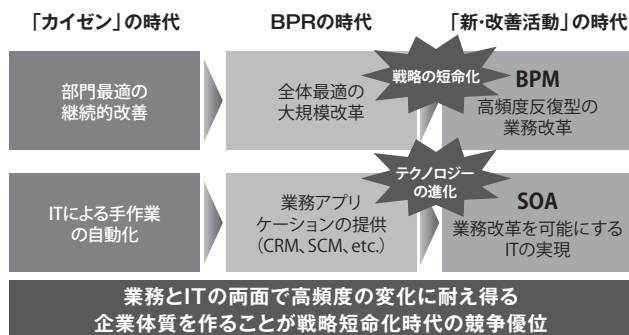 「カイゼン」の時代
BPRの時代
「新・改善活動」の時代
部門最適の
継続的改善
全体最適の
大規模改革
戦略の短命化
BPM
高頻度反復型の
業務改革
ITによる手作業
の自動化
業務アプリ
ケーションの提供
（CRM、SCM、etc.）
テクノロジー
の進化
SOA
業務改革を可能にする
ITの実現
業務とITの両面で高頻度の変化に耐え得る
企業体質を作ることが戦略短命化時代の競争優位